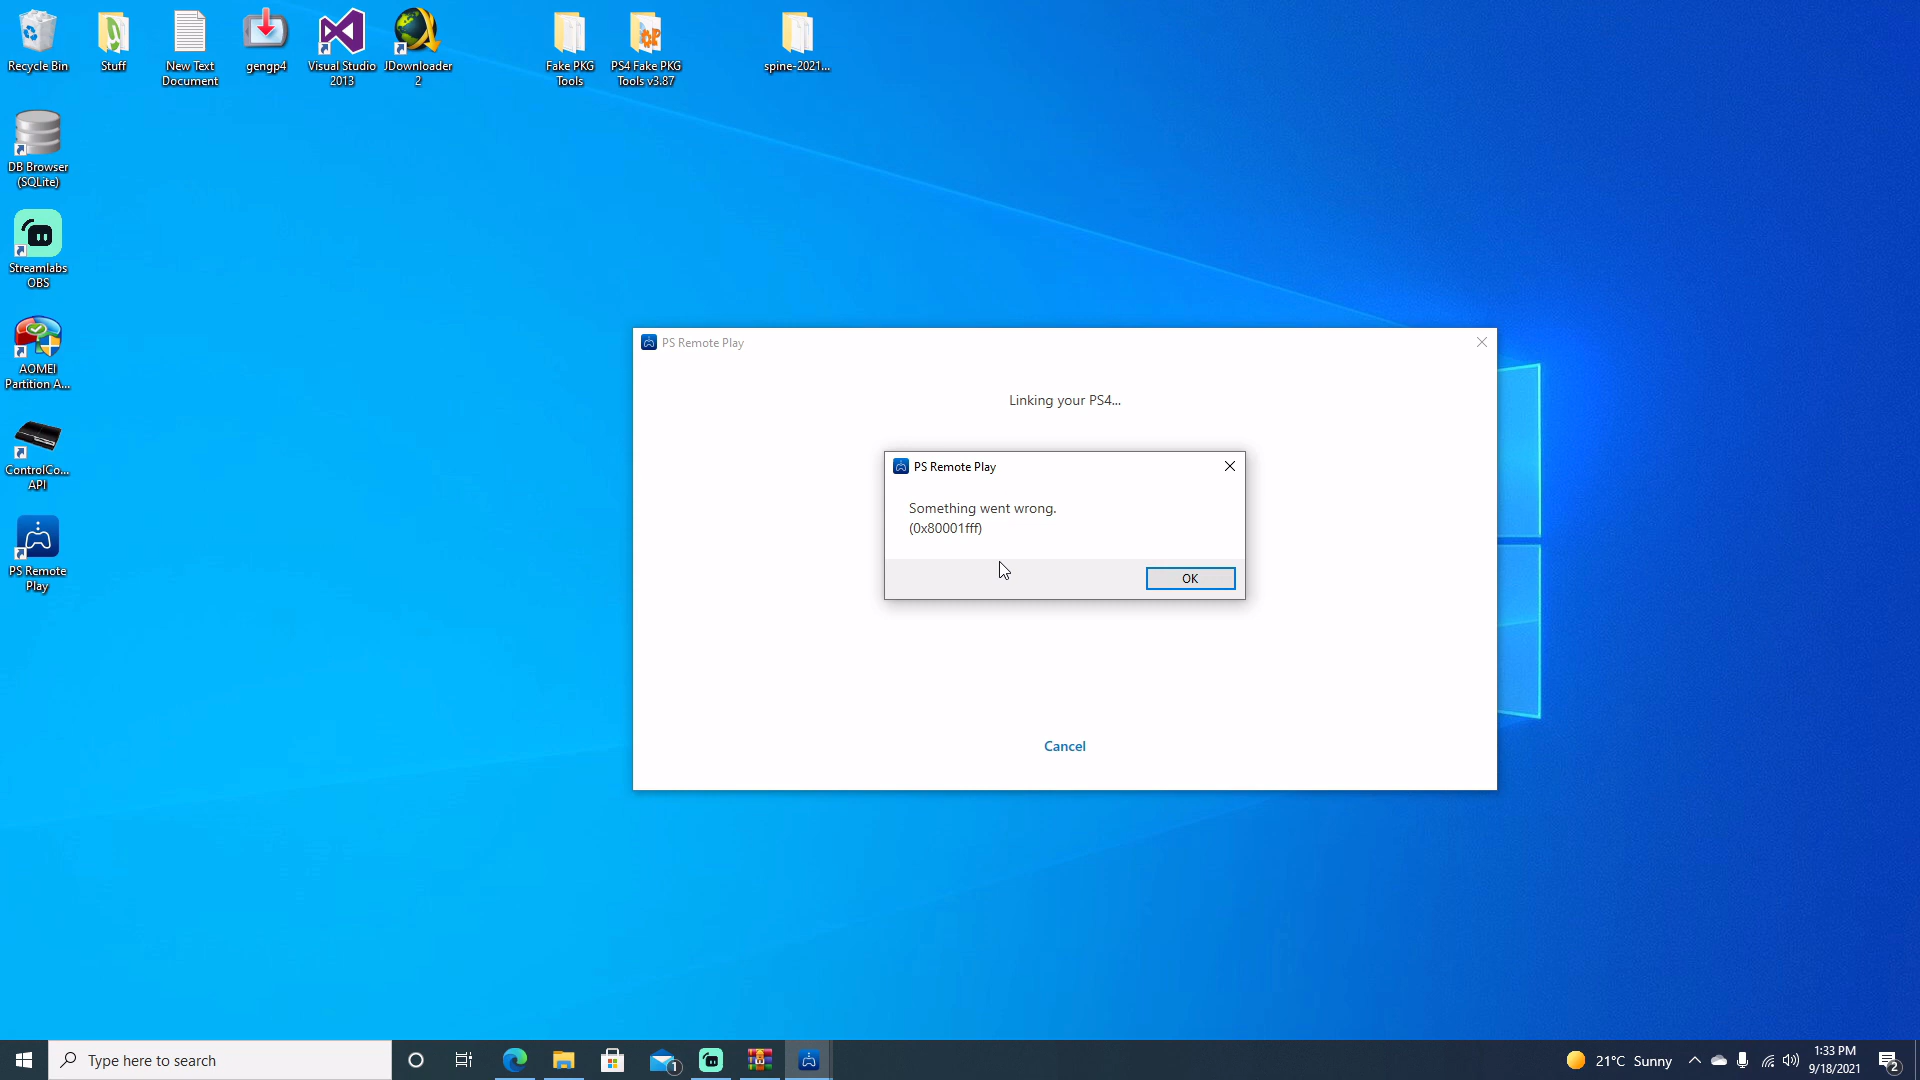 Recycle Bin
Stuff
New Text
Document
gengp4
Visual Studio
2013
JDownloader
2
Fake PKG
Tools
PS4 Fake PKG
Tools v3.87
spine-2021...
DB Browser
(SQLite)
Streamlabs
OBS
AOMEI
Partition A...
ControlCo...
API
PS Remote
Play
PS Remote Play
Linking your PS4...
PS Remote Play
Something went wrong.
(0x80001fff)
OK
Cancel
Type here to search
1
21°C Sunny
1:33 PM
9/18/2021
2